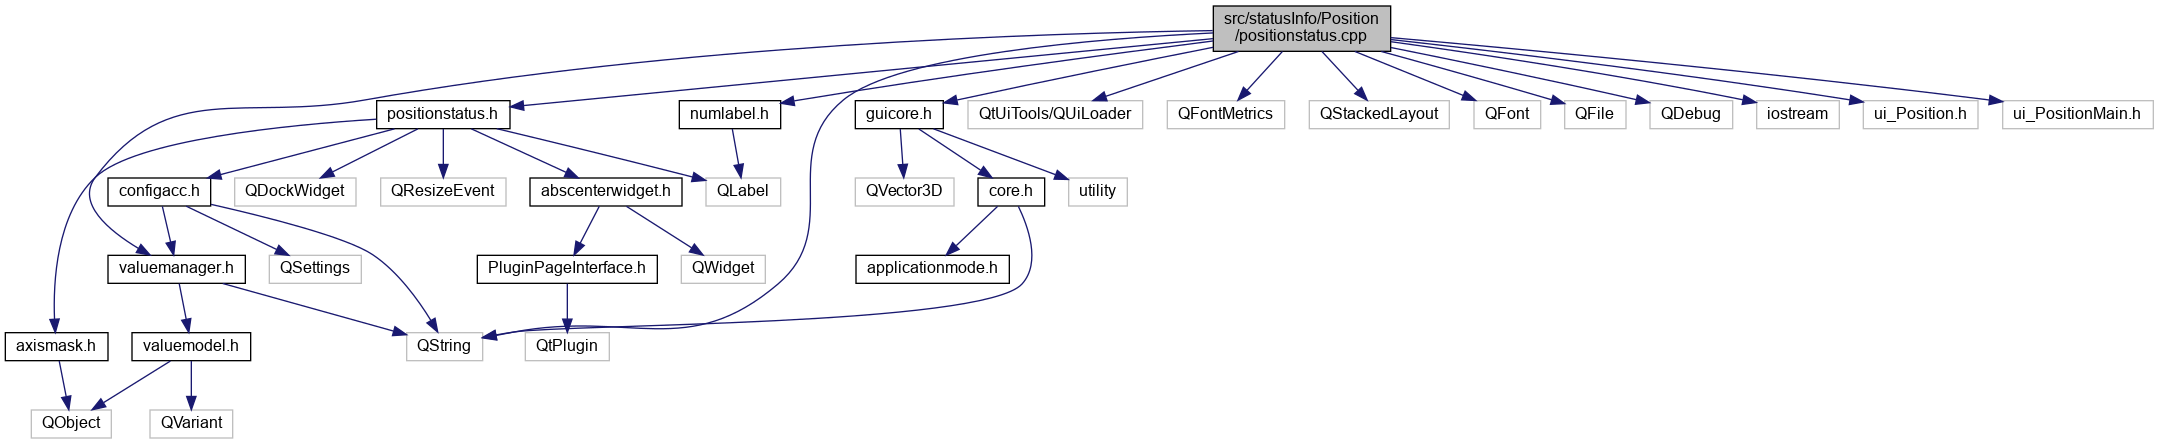 src/statusInfo/Position
/positionstatus.cpp
positionstatus.h
numlabel.h
guicore.h
QtUiTools/QUiLoader
QFontMetrics
QStackedLayout
QFont
QFile
QDebug
iostream
ui_Position.h
ui_PositionMain.h
configacc.h
QDockWidget
QResizeEvent
abscenterwidget.h
QLabel
QVector3D
core.h
utility
valuemanager.h
QSettings
PluginPageInterface.h
QWidget
applicationmode.h
axismask.h
valuemodel.h
QString
QtPlugin
QObject
QVariant